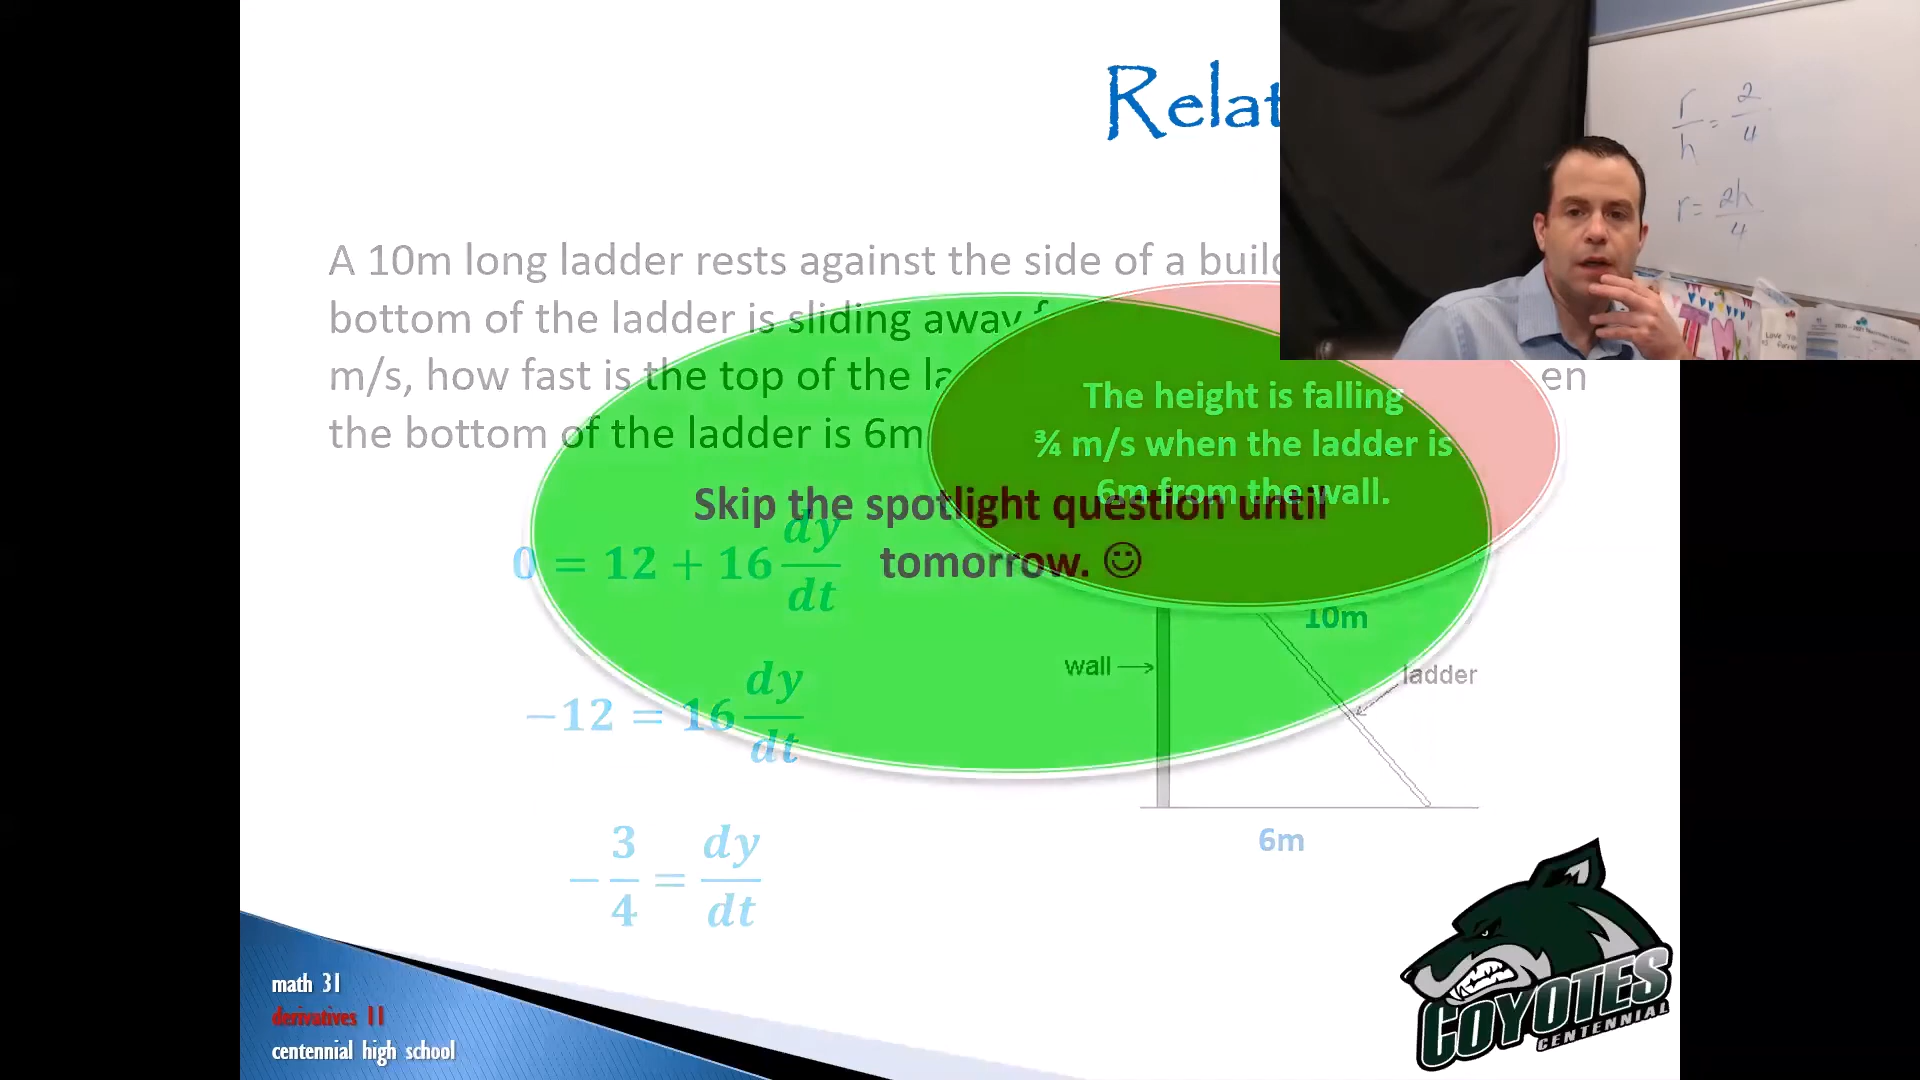 Relat
r/h = 2/4
r = 2h/4
A 10m long ladder rests against the side of a build
bottom of the ladder is sliding away f
m/s, how fast is the top of the la en
the bottom of the ladder is 6m
The height is falling
¾ m/s when the ladder is
6m from the wall.
Skip the spotlight question until
tomorrow. ☺
0 = 12 + 16 dy/dt
10m
wall
ladder
−12 = 16 dy/dt
6m
−3/4 = dy/dt
math 31
derivatives 11
centennial high school
COYOTES
CENTENNIAL